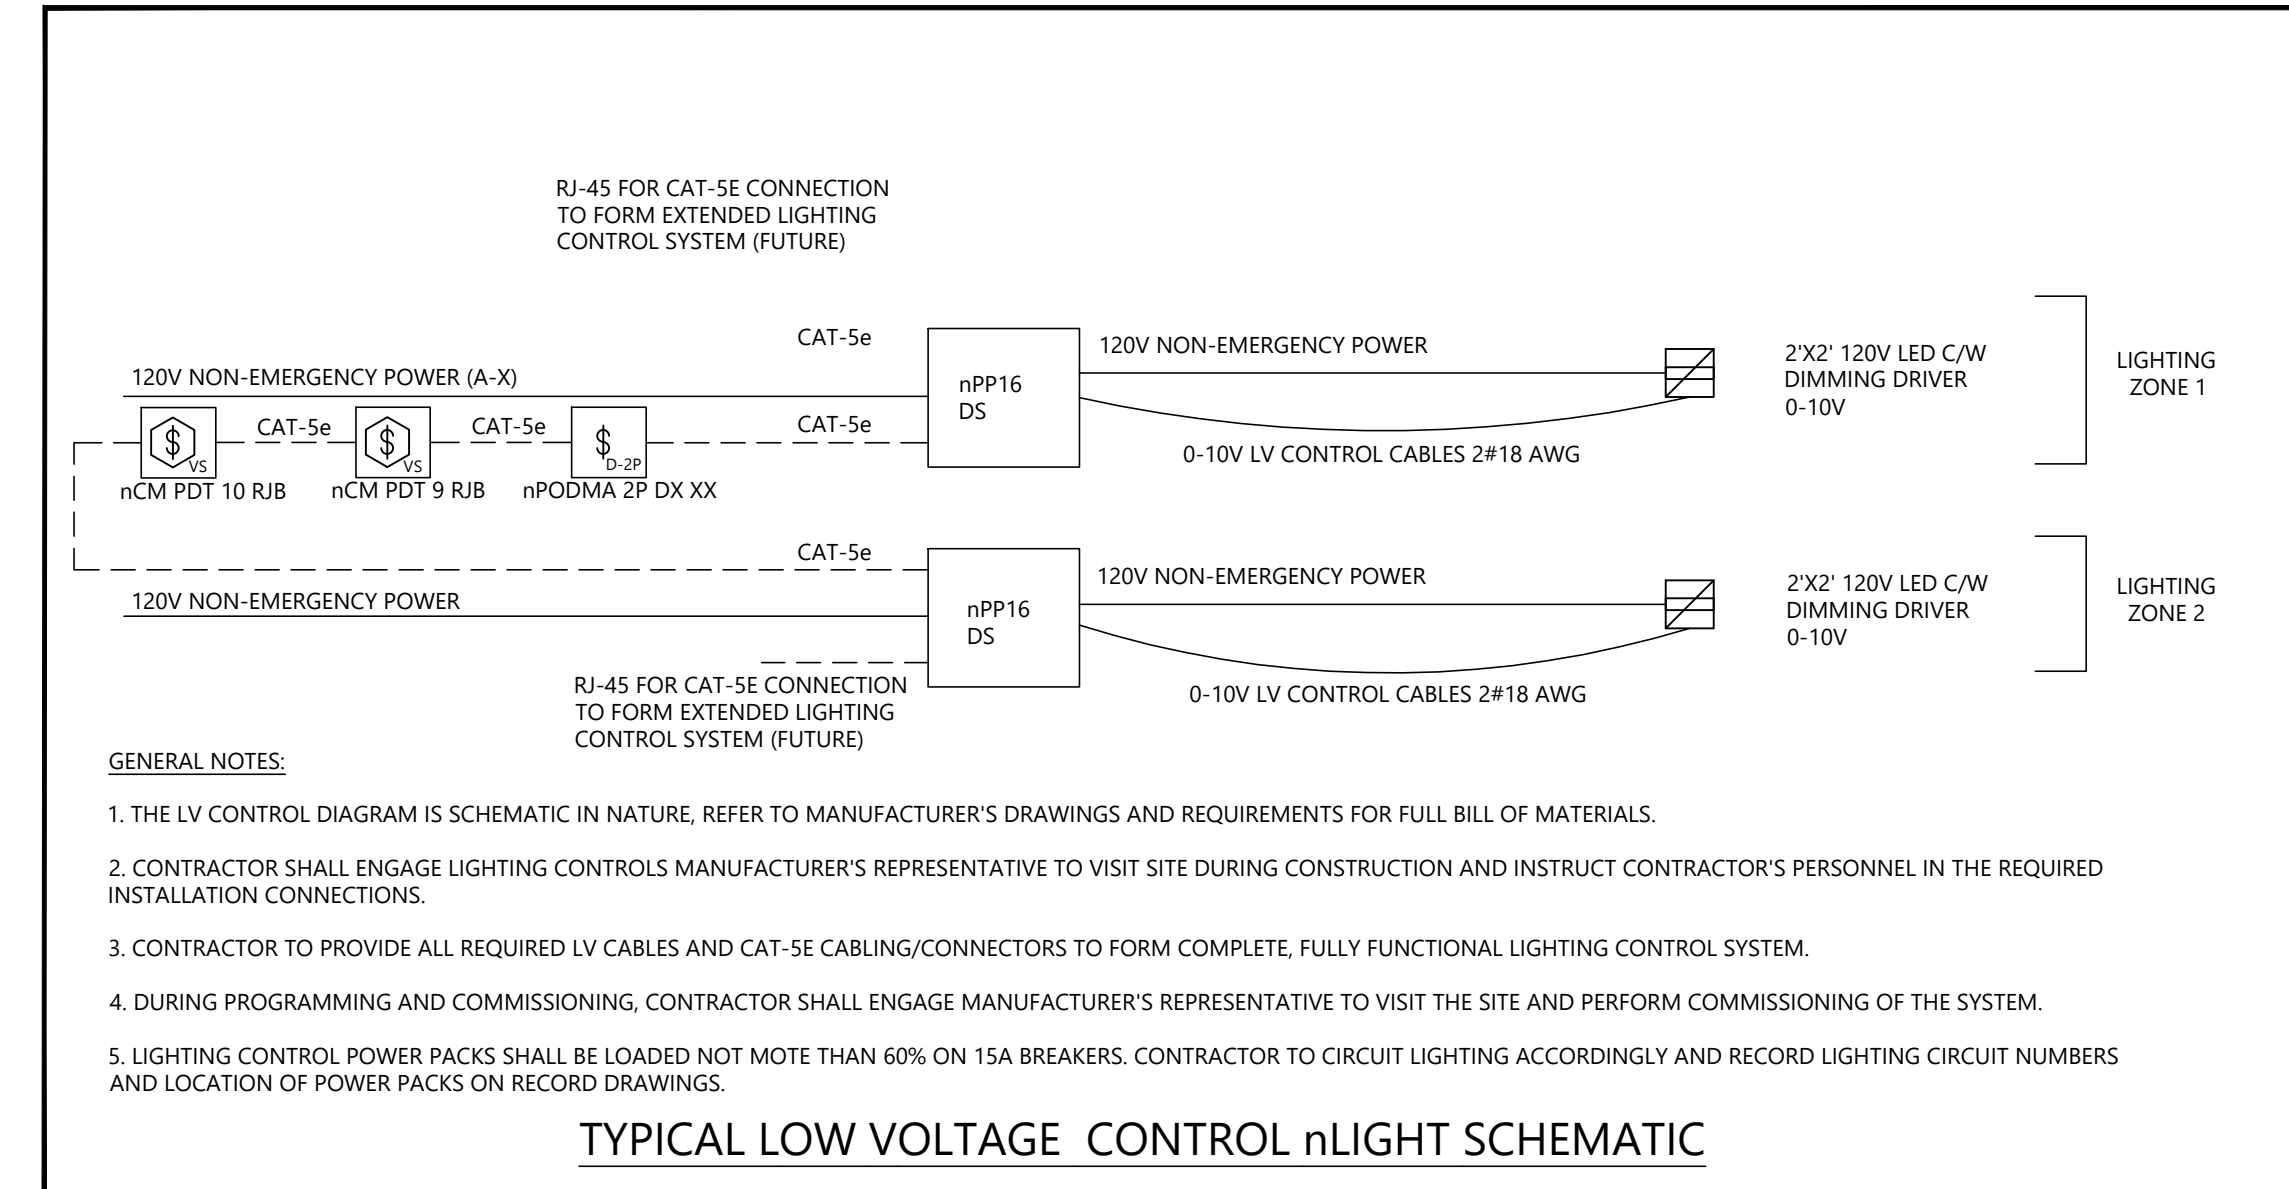 RJ-45 FOR CAT-5E CONNECTION
TO FORM EXTENDED LIGHTING
CONTROL SYSTEM (FUTURE)
CAT-5e
120V NON-EMERGENCY POWER (A-X)
nPP16
DS
120V NON-EMERGENCY POWER
2'X2' 120V LED C/W
DIMMING DRIVER
0-10V
LIGHTING
ZONE 1
$
VS
CAT-5e
$
VS
CAT-5e
$
D-2P
CAT-5e
0-10V LV CONTROL CABLES 2#18 AWG
nCM PDT 10 RJB
nCM PDT 9 RJB
nPODMA 2P DX XX
CAT-5e
120V NON-EMERGENCY POWER
nPP16
DS
120V NON-EMERGENCY POWER
2'X2' 120V LED C/W
DIMMING DRIVER
0-10V
LIGHTING
ZONE 2
RJ-45 FOR CAT-5E CONNECTION
TO FORM EXTENDED LIGHTING
CONTROL SYSTEM (FUTURE)
0-10V LV CONTROL CABLES 2#18 AWG
GENERAL NOTES:
1. THE LV CONTROL DIAGRAM IS SCHEMATIC IN NATURE, REFER TO MANUFACTURER'S DRAWINGS AND REQUIREMENTS FOR FULL BILL OF MATERIALS.
2. CONTRACTOR SHALL ENGAGE LIGHTING CONTROLS MANUFACTURER'S REPRESENTATIVE TO VISIT SITE DURING CONSTRUCTION AND INSTRUCT CONTRACTOR'S PERSONNEL IN THE REQUIRED
INSTALLATION CONNECTIONS.
3. CONTRACTOR TO PROVIDE ALL REQUIRED LV CABLES AND CAT-5E CABLING/CONNECTORS TO FORM COMPLETE, FULLY FUNCTIONAL LIGHTING CONTROL SYSTEM.
4. DURING PROGRAMMING AND COMMISSIONING, CONTRACTOR SHALL ENGAGE MANUFACTURER'S REPRESENTATIVE TO VISIT THE SITE AND PERFORM COMMISSIONING OF THE SYSTEM.
5. LIGHTING CONTROL POWER PACKS SHALL BE LOADED NOT MOTE THAN 60% ON 15A BREAKERS. CONTRACTOR TO CIRCUIT LIGHTING ACCORDINGLY AND RECORD LIGHTING CIRCUIT NUMBERS
AND LOCATION OF POWER PACKS ON RECORD DRAWINGS.
TYPICAL LOW VOLTAGE CONTROL nLIGHT SCHEMATIC